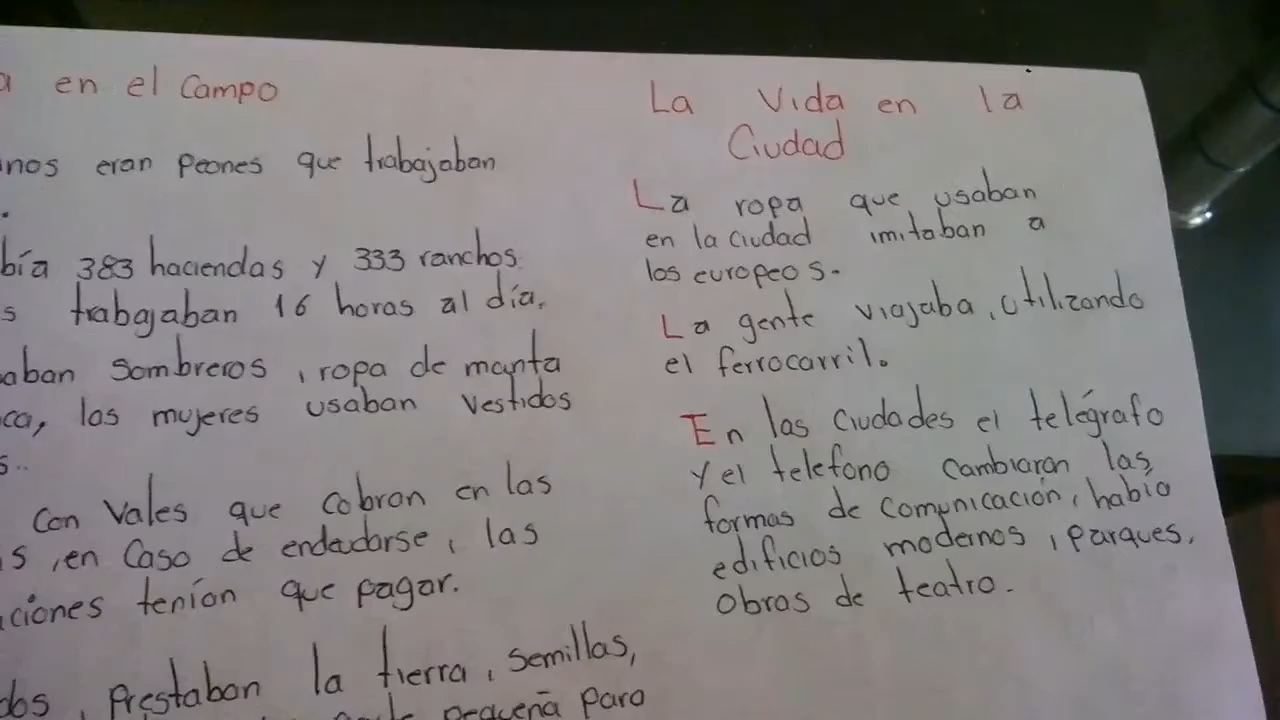 en el Campo
nos eran Peones que trabajaban
.
bía 383 haciendas y 333 ranchos.
s trabajaban 16 horas al día.
aban Sombreros, ropa de manta
ca, las mujeres usaban Vestidos
s..
Con Vales que cobran en las
s, en Caso de endeudarse, las
ciones tenían que pagar.
dos, prestaban la tierra, semillas,
pequeña para
La Vida en la
Ciudad
La ropa que usaban
en la ciudad imitaban a
los europeos.
La gente viajaba, utilizando
el ferrocarril.
En las Ciudades el telégrafo
y el telefono cambiaron las
formas de comunicación, había
edificios modernos, parques,
obras de teatro.